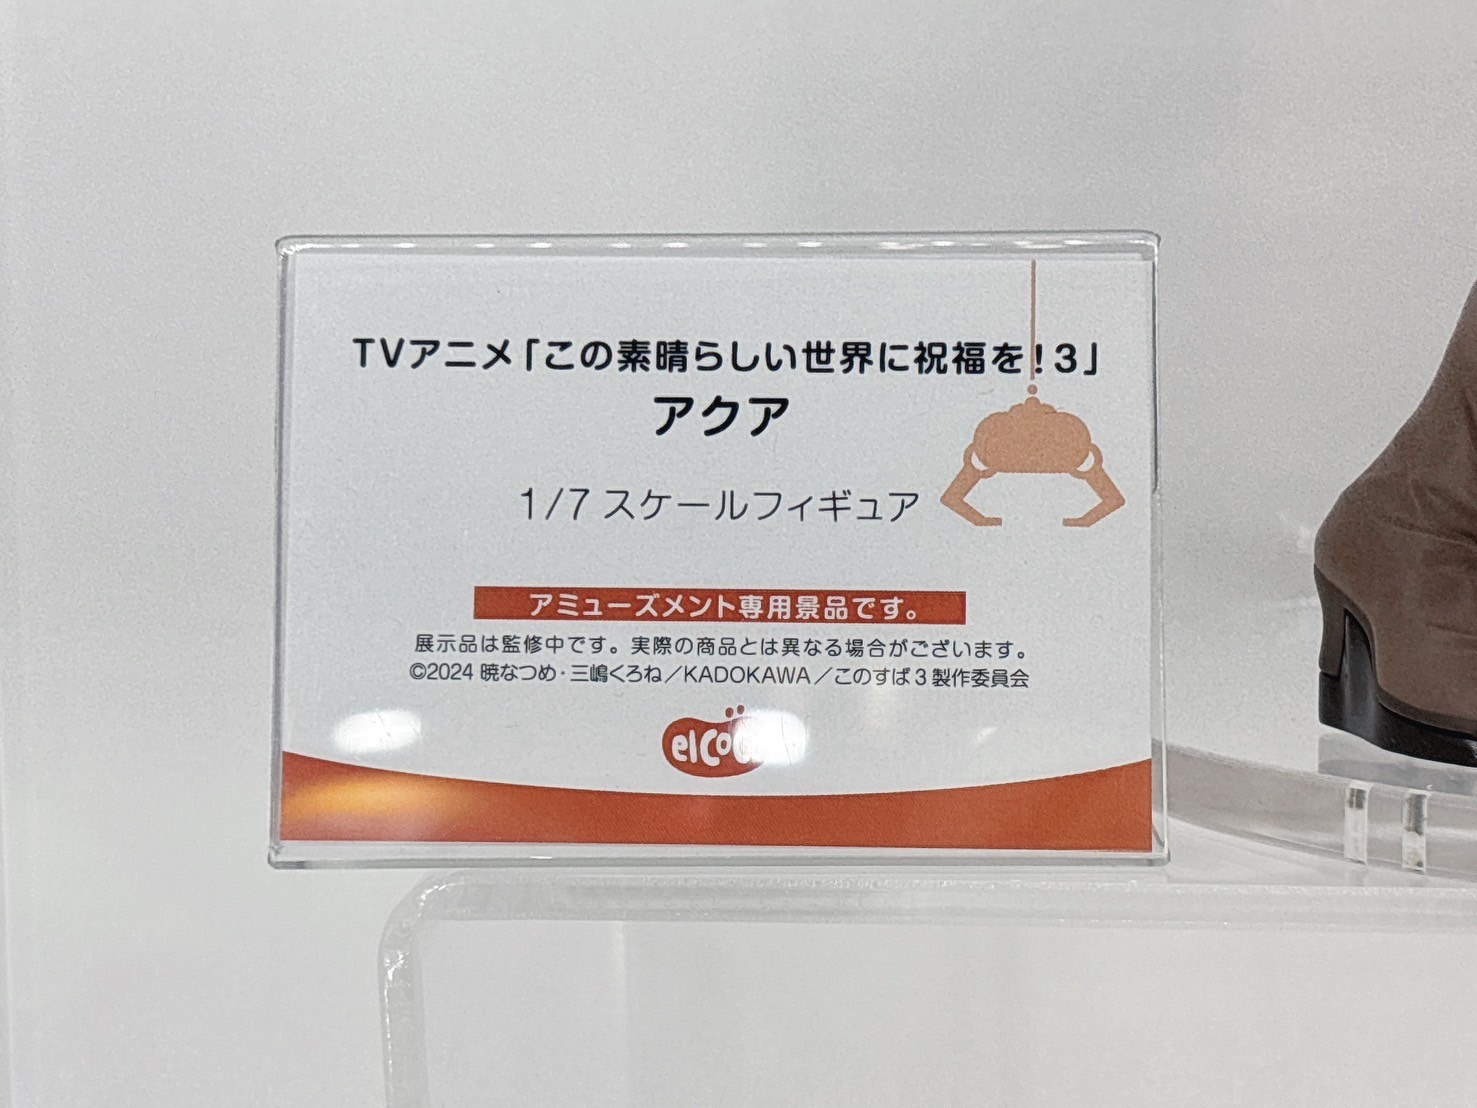 TVアニメ「この素晴らしい世界に祝福を！3」
アクア
1/7 スケールフィギュア
アミューズメント専用景品です。
展示品は監修中です。実際の商品とは異なる場合がございます。
©2024 暁なつめ・三嶋くろね／KADOKAWA／このすば3製作委員会